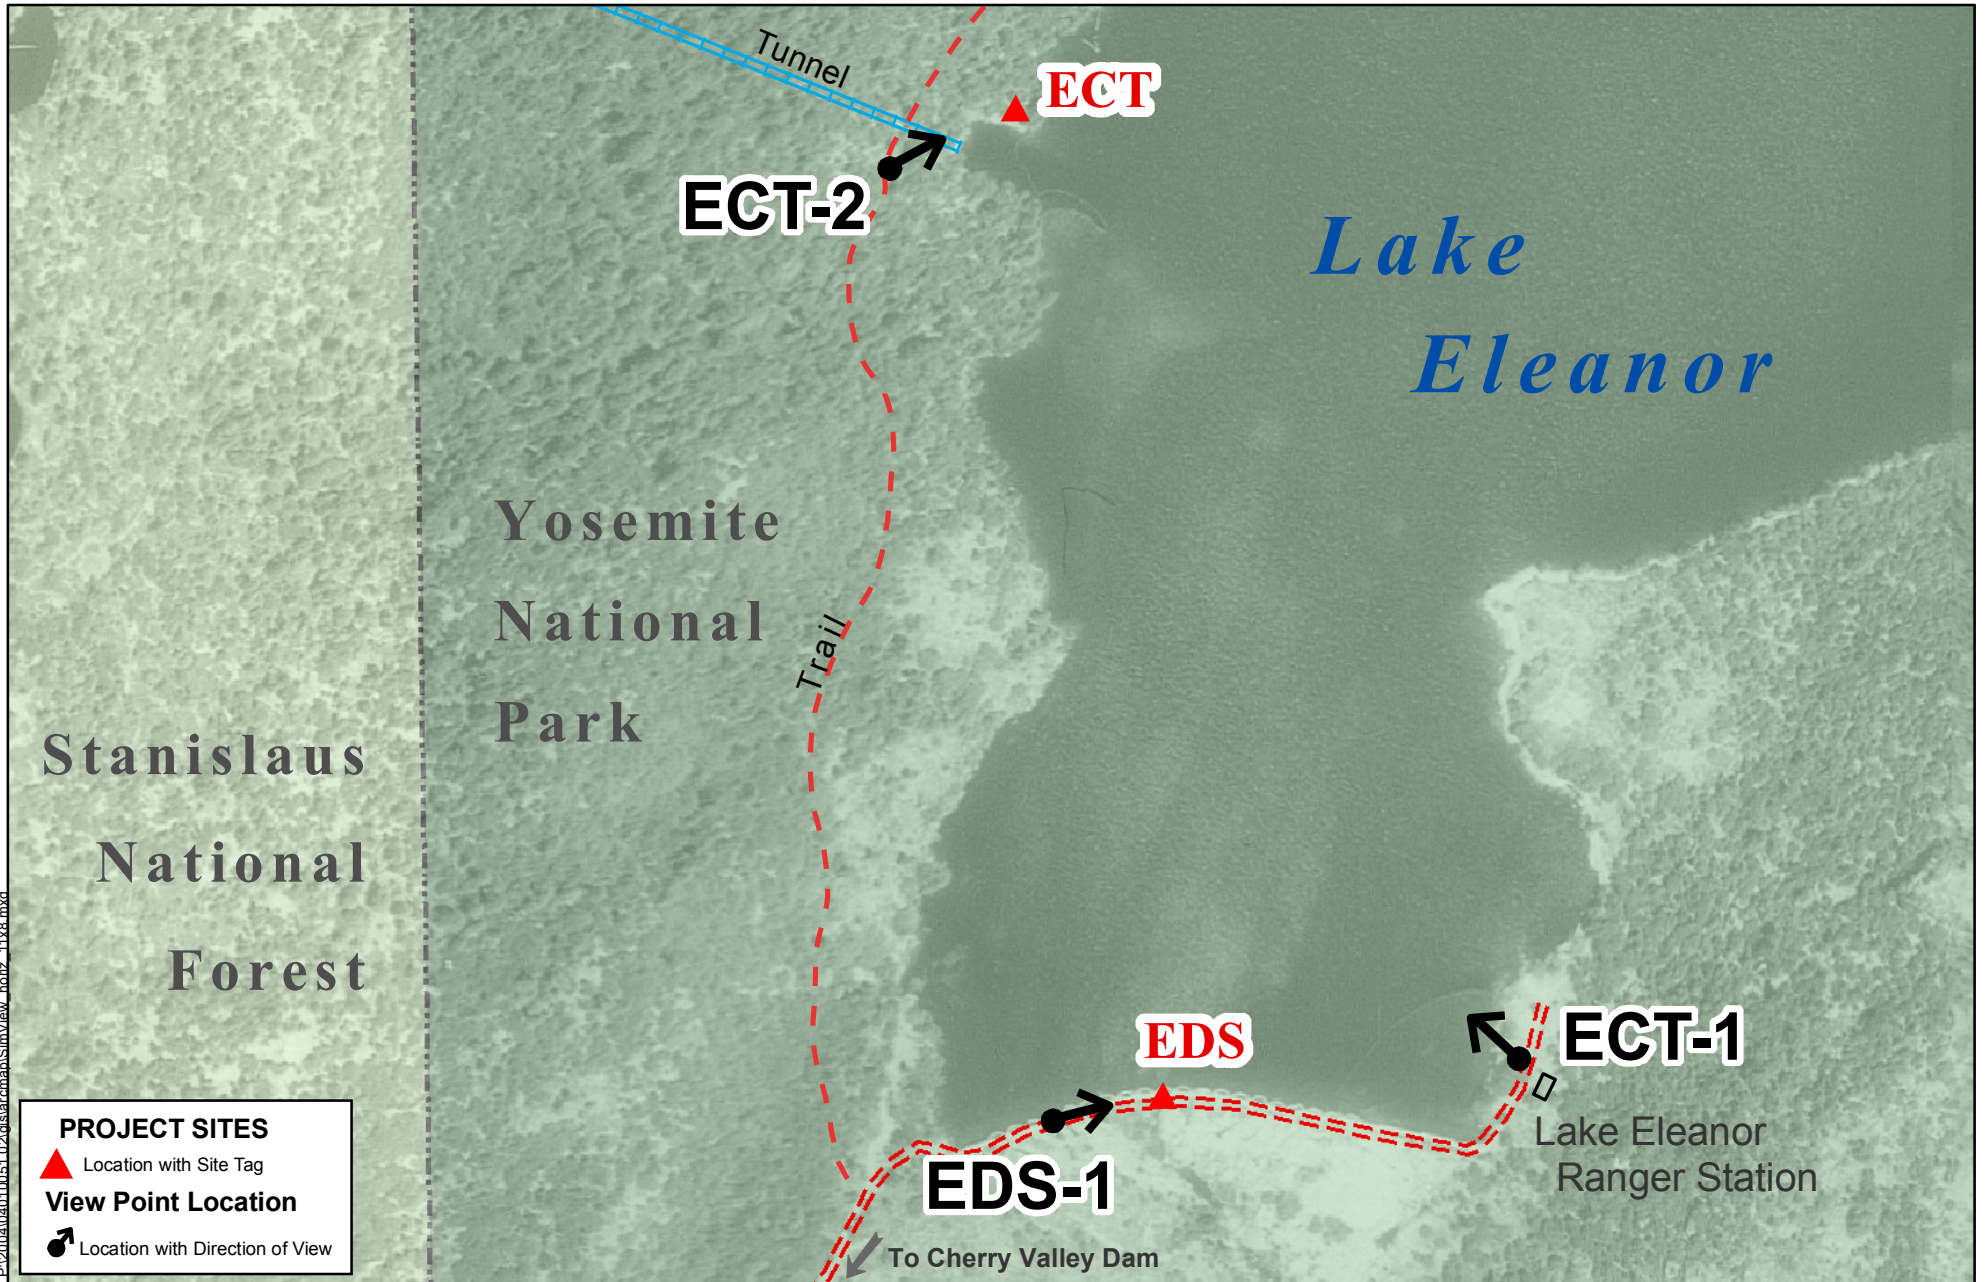 Tunnel
ECT
ECT-2
Lake
Eleanor
Yosemite
National
Park
Trail
Stanislaus
National
Forest
EDS
ECT-1
Lake Eleanor
Ranger Station
EDS-1
To Cherry Valley Dam
PROJECT SITES
Location with Site Tag
View Point Location
Location with Direction of View